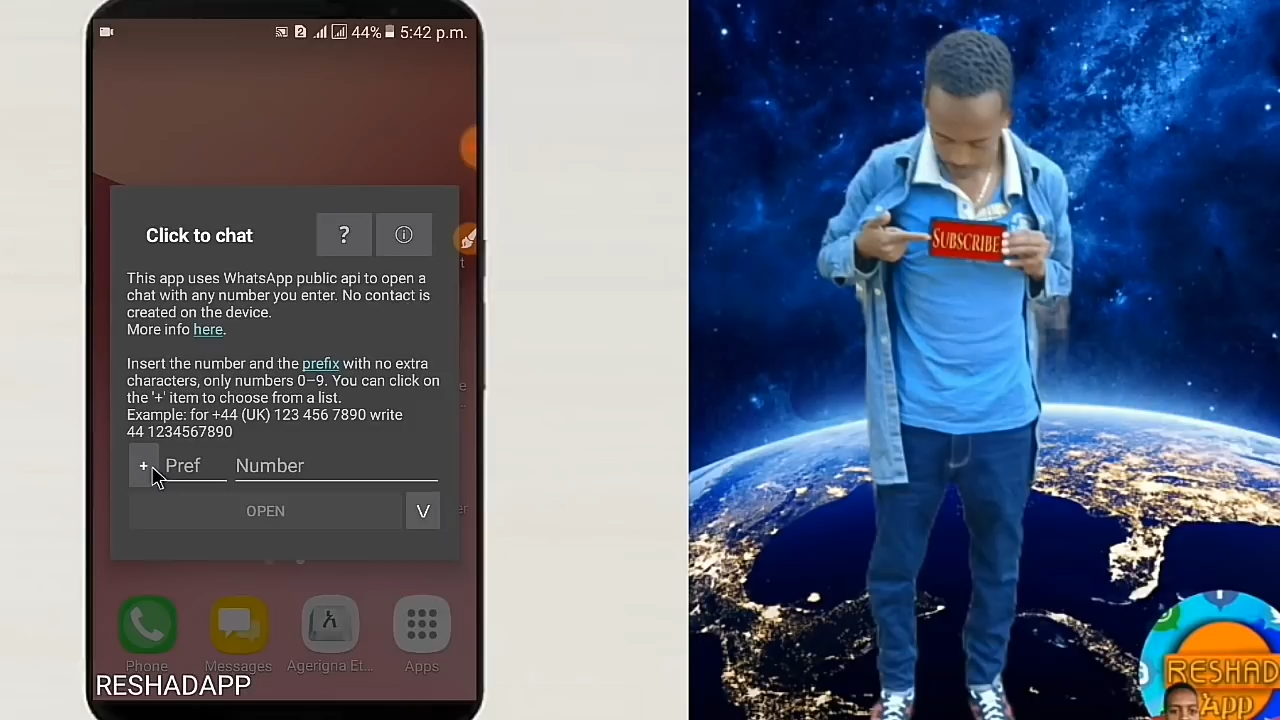 2 44% 5:42 p.m.
Click to chat ? ⓘ
This app uses WhatsApp public api to open a
chat with any number you enter. No contact is
created on the device.
More info here.
Insert the number and the prefix with no extra
characters, only numbers 0–9. You can click on
the '+' item to choose from a list.
Example: for +44 (UK) 123 456 7890 write
44 1234567890
+ Pref Number
OPEN V
Phone Messages Agerigna Et... Apps
RESHADAPP
SUBSCRIBE
RESHAD
App